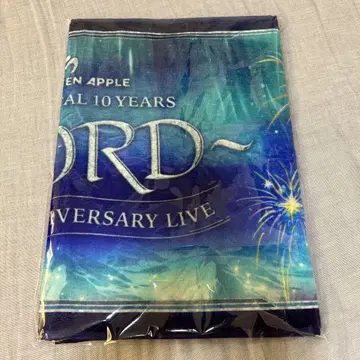 EN APPLE
AL 10 YEARS
ORD~
IVERSARY LIVE